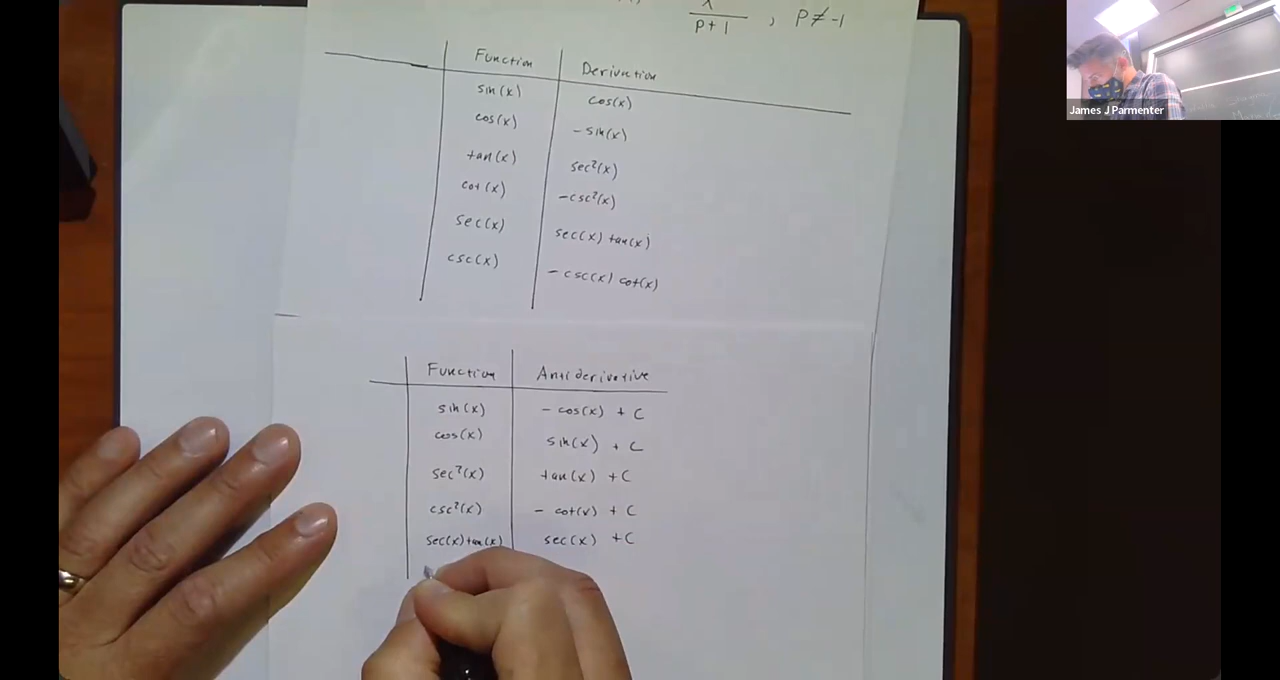 p+1 , P≠-1
James J Parmenter
Function Derivation
sin(x) cos(x)
cos(x) -sin(x)
tan(x) sec²(x)
cot(x) -csc²(x)
sec(x) sec(x) tan(x)
csc(x) -csc(x) cot(x)
Function Antiderivative
sin(x) - cos(x) + C
cos(x) sin(x) + C
sec²(x) tan(x) + C
csc²(x) - cot(x) + C
sec(x)tan(x) sec(x) + C